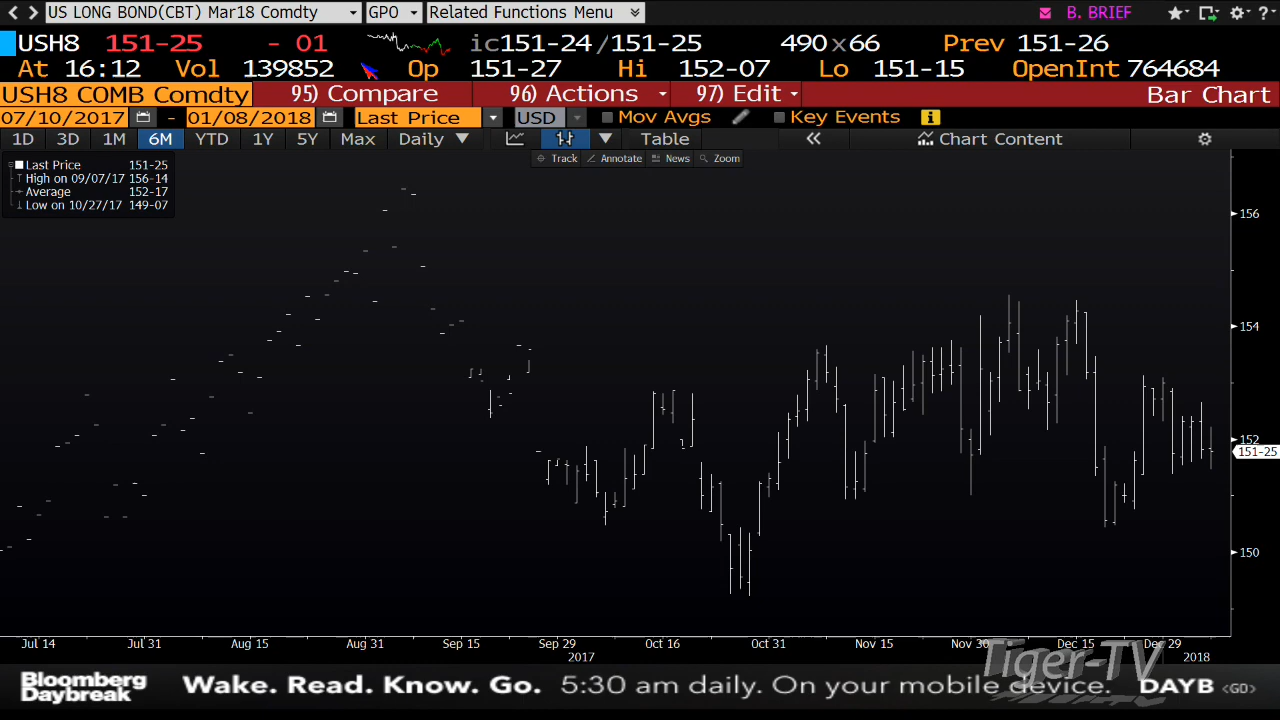 US LONG BOND(CBT) Mar18 Comdty GPO Related Functions Menu B. BRIEF
USH8 151-25 - 01 ic151-24/151-25 490x66 Prev 151-26
At 16:12 Vol 139852 Op 151-27 Hi 152-07 Lo 151-15 OpenInt 764684
USH8 COMB Comdty 95) Compare 96) Actions 97) Edit Bar Chart
07/10/2017 - 01/08/2018 Last Price USD Mov Avgs Key Events
1D 3D 1M 6M YTD 1Y 5Y Max Daily Table Chart Content
Track Annotate News Zoom
Last Price 151-25
High on 09/07/17 156-14
Average 152-17
Low on 10/27/17 149-07
156
154
152
151-25
150
Jul 14 Jul 31 Aug 15 Aug 31 Sep 15 Sep 29 Oct 16 Oct 31 Nov 15 Nov 30 Dec 15 Dec 29
2017 2018
Tiger-TV
Bloomberg
Daybreak
Wake. Read. Know. Go. 5:30 am daily. On your mobile device. DAYB <GO>